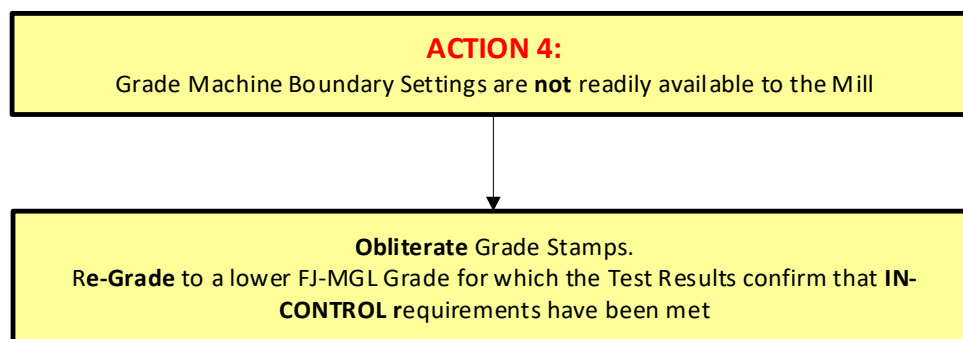 ACTION 4:
Grade Machine Boundary Settings are not readily available to the Mill
Obliterate Grade Stamps.
Re-Grade to a lower FJ-MGL Grade for which the Test Results confirm that IN-
CONTROL requirements have been met